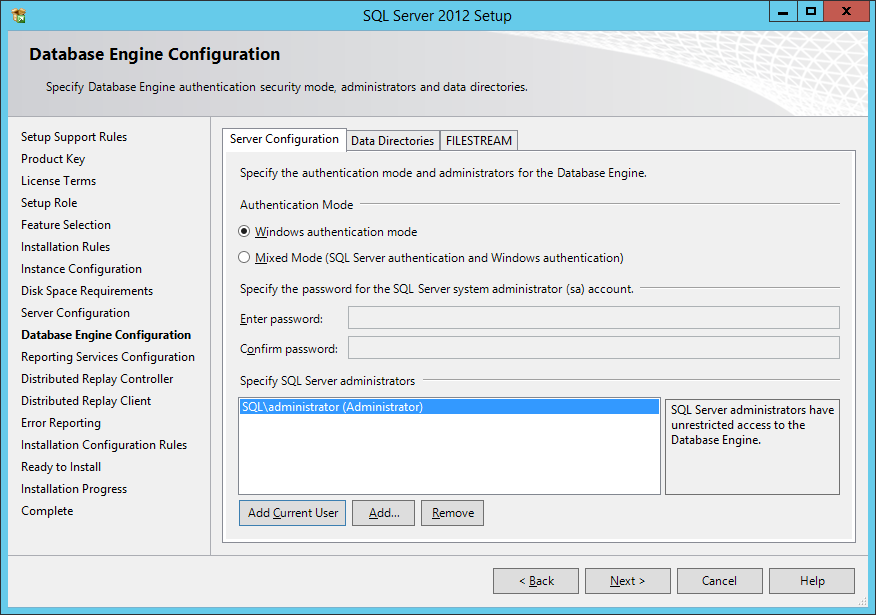 SQL Server 2012 Setup
Database Engine Configuration
Specify Database Engine authentication security mode, administrators and data directories.
Setup Support Rules
Product Key
License Terms
Setup Role
Feature Selection
Installation Rules
Instance Configuration
Disk Space Requirements
Server Configuration
Database Engine Configuration
Reporting Services Configuration
Distributed Replay Controller
Distributed Replay Client
Error Reporting
Installation Configuration Rules
Ready to Install
Installation Progress
Complete
Server Configuration
Data Directories
FILESTREAM
Specify the authentication mode and administrators for the Database Engine.
Authentication Mode
Windows authentication mode
Mixed Mode (SQL Server authentication and Windows authentication)
Specify the password for the SQL Server system administrator (sa) account.
Enter password:
Confirm password:
Specify SQL Server administrators
SQL\administrator (Administrator)
SQL Server administrators have
unrestricted access to the
Database Engine.
Add Current User
Add...
Remove
< Back
Next >
Cancel
Help